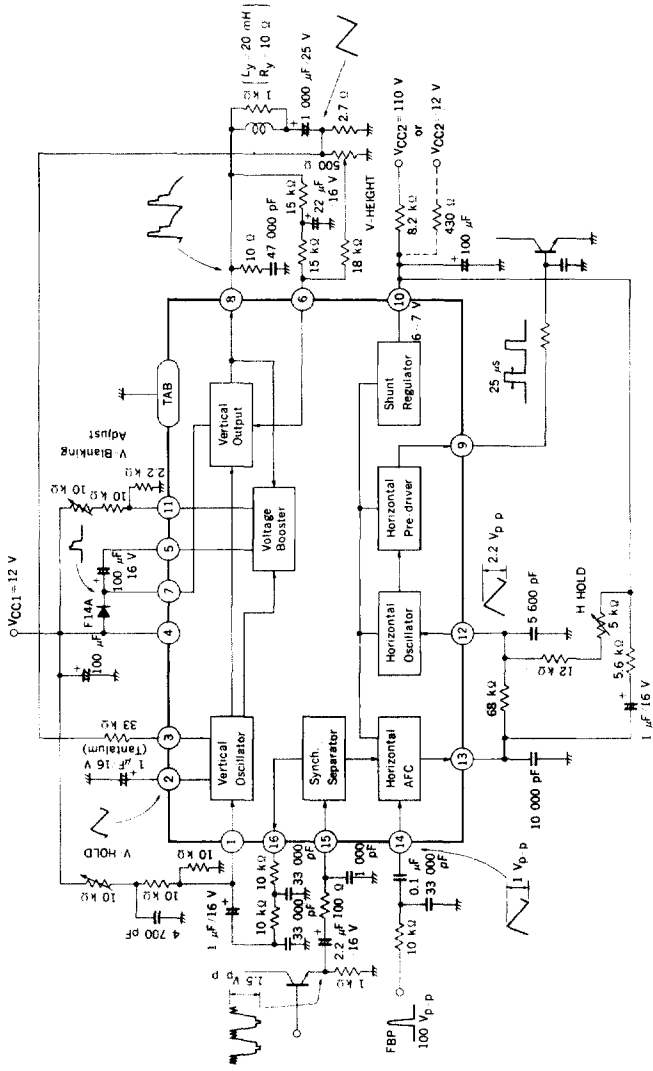 VCC1=12 V
V-HOLD
10 kΩ
10 kΩ
10 kΩ
4 700 pF
1 μF/16 V
(Tantalum)
33 kΩ
100 μF
F14A
100 μF
16 V
V-Blanking
Adjust
10 kΩ
10 kΩ
2.2 kΩ
2
3
4
7
5
11
TAB
Vertical
Oscillator
Voltage
Booster
Vertical
Output
8
6
10 Ω
47 000 pF
15 kΩ
22 μF
16 V
15 kΩ
18 kΩ
V-HEIGHT
500
Ω
Ly=20 mH
Ry=10 Ω
1 kΩ
1 000 μF/25 V
2.7 Ω
1
16
15
14
1 μF/16 V
10 kΩ
10 kΩ
33 000
pF
33 000
pF
2.2 μF
16 V
100 Ω
1 000
pF
1 kΩ
FBP
100 Vp-p
10 kΩ
0.1 μF
33 000
pF
1 Vp-p
Synch.
Separator
Horizontal
AFC
Horizontal
Oscillator
Horizontal
Pre-driver
Shunt
Regulator
10
6-7 V
8.2 kΩ
430 Ω
100 μF
VCC2=110 V
or
VCC2=12 V
13
12
9
10 000 pF
68 kΩ
5 600 pF
2.2 Vp-p
12 kΩ
H HOLD
5 kΩ
5.6 kΩ
1 μF/16 V
25 μs